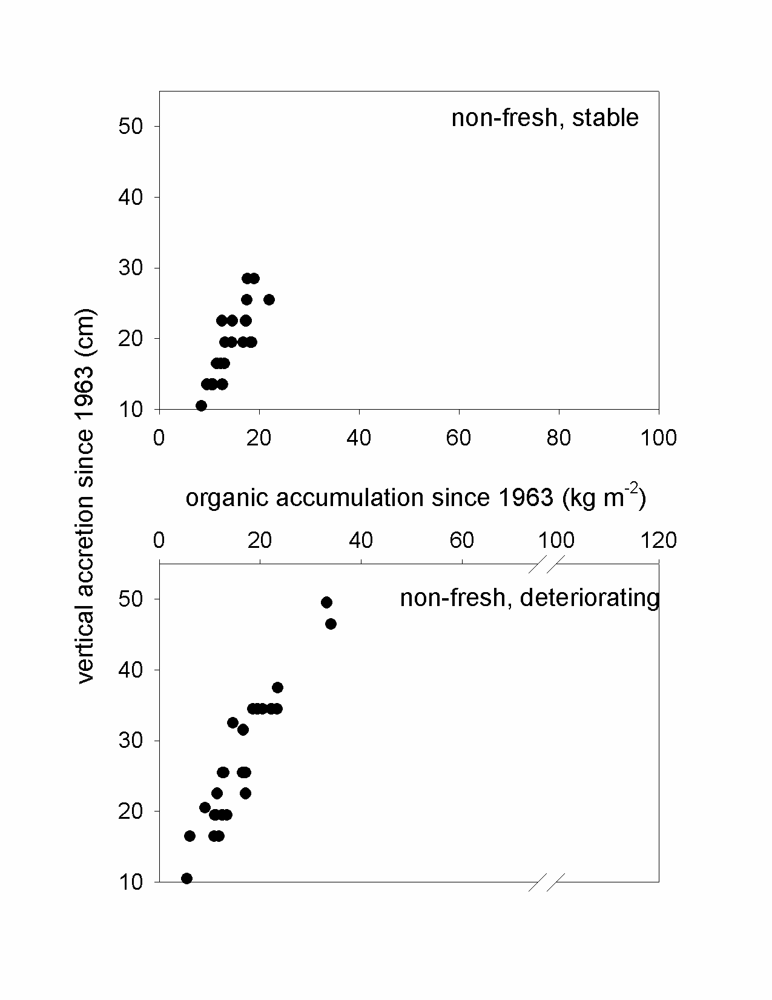 non-fresh, stable
50
40
30
20
10
0 20 40 60 80 100
vertical accretion since 1963 (cm)
organic accumulation since 1963 (kg m⁻²)
0 20 40 60 100 120
non-fresh, deteriorating
50
40
30
20
10